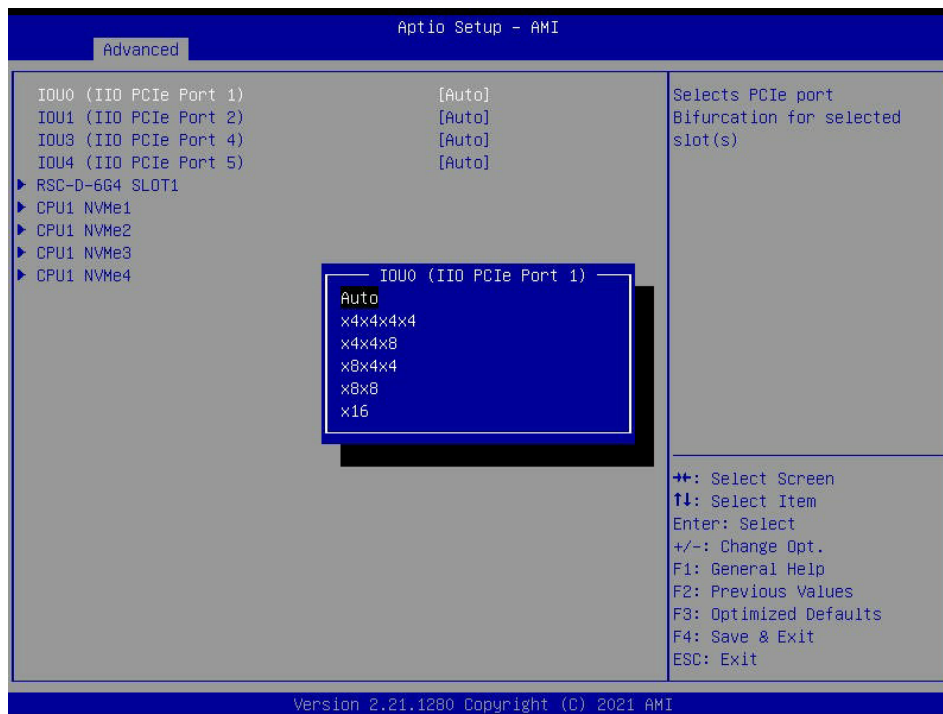 Aptio Setup – AMI
Advanced
IOU0 (IIO PCIe Port 1) [Auto]
IOU1 (IIO PCIe Port 2) [Auto]
IOU3 (IIO PCIe Port 4) [Auto]
IOU4 (IIO PCIe Port 5) [Auto]
RSC-D-6G4 SLOT1
CPU1 NVMe1
CPU1 NVMe2
CPU1 NVMe3
CPU1 NVMe4
IOU0 (IIO PCIe Port 1)
Auto
x4x4x4x4
x4x4x8
x8x4x4
x8x8
x16
Selects PCIe port
Bifurcation for selected
slot(s)
→←: Select Screen
↑↓: Select Item
Enter: Select
+/-: Change Opt.
F1: General Help
F2: Previous Values
F3: Optimized Defaults
F4: Save & Exit
ESC: Exit
Version 2.21.1280 Copyright (C) 2021 AMI